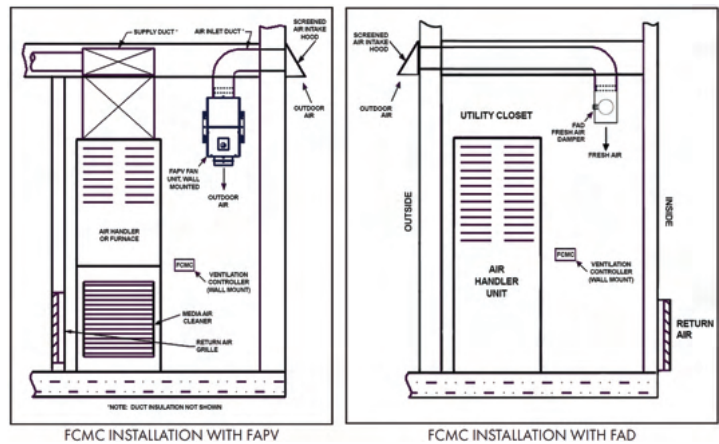 SUPPLY DUCT *
AIR INLET DUCT *
SCREENED
AIR INTAKE
HOOD
OUTDOOR
AIR
FAPV FAN
UNIT, WALL
MOUNTED
OUTDOOR
AIR
AIR HANDLER
OR FURNACE
FCMC
VENTILATION
CONTROLLER
(WALL MOUNT)
MEDIA AIR
CLEANER
RETURN AIR
GRILLE
*NOTE: DUCT INSULATION NOT SHOWN
FCMC INSTALLATION WITH FAPV
SCREENED
AIR INTAKE
HOOD
OUTDOOR
AIR
UTILITY CLOSET
FAD
FRESH AIR
DAMPER
FRESH AIR
OUTSIDE
INSIDE
FCMC
VENTILATION
CONTROLLER
(WALL MOUNT)
AIR
HANDLER
UNIT
RETURN
AIR
FCMC INSTALLATION WITH FAD